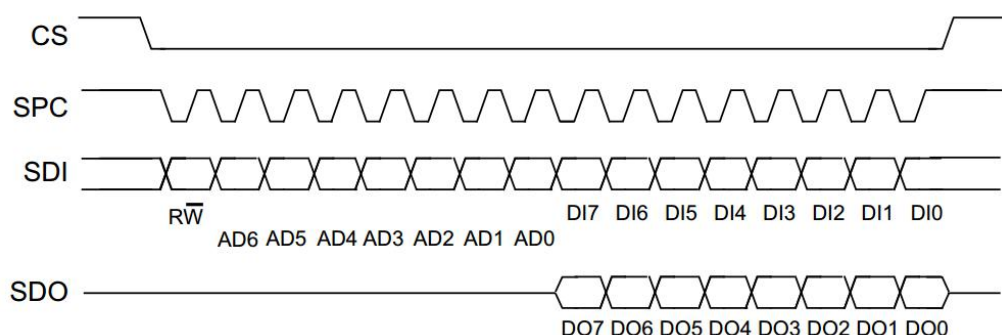 CS
SPC
SDI
RW̅
DI7 DI6 DI5 DI4 DI3 DI2 DI1 DI0
AD6 AD5 AD4 AD3 AD2 AD1 AD0
SDO
DO7 DO6 DO5 DO4 DO3 DO2 DO1 DO0